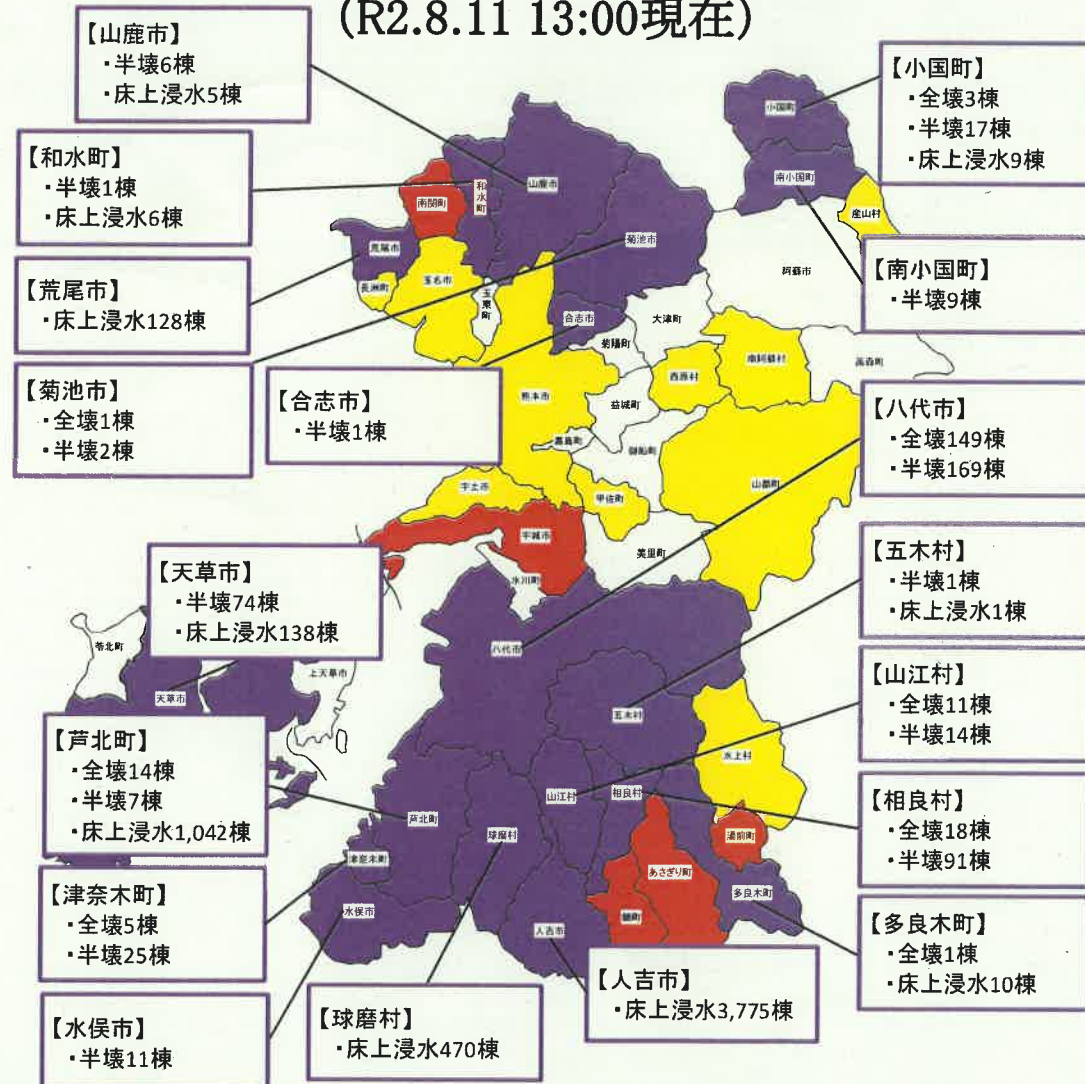 (R2.8.11 13:00現在)
【山鹿市】
・半壊6棟
・床上浸水5棟
【和水町】
・半壊1棟
・床上浸水6棟
【荒尾市】
・床上浸水128棟
【菊池市】
・全壊1棟
・半壊2棟
【合志市】
・半壊1棟
【小国町】
・全壊3棟
・半壊17棟
・床上浸水9棟
【南小国町】
・半壊9棟
【八代市】
・全壊149棟
・半壊169棟
【五木村】
・半壊1棟
・床上浸水1棟
【山江村】
・全壊11棟
・半壊14棟
【相良村】
・全壊18棟
・半壊91棟
【多良木町】
・全壊1棟
・床上浸水10棟
【天草市】
・半壊74棟
・床上浸水138棟
【芦北町】
・全壊14棟
・半壊7棟
・床上浸水1,042棟
【津奈木町】
・全壊5棟
・半壊25棟
【水俣市】
・半壊11棟
【球磨村】
・床上浸水470棟
【人吉市】
・床上浸水3,775棟
小国町
南小国町
産山村
山鹿市
和水町
南関町
荒尾市
長洲町
玉名市
玉東町
菊池市
阿蘇市
合志市
大津町
菊陽町
高森町
南阿蘇村
西原村
熊本市
益城町
嘉島町
御船町
山都町
甲佐町
宇土市
宇城市
美里町
氷川町
苓北町
上天草市
天草市
八代市
五木村
水上村
山江村
相良村
湯前町
芦北町
球磨村
あさぎり町
多良木町
津奈木町
水俣市
人吉市
錦町